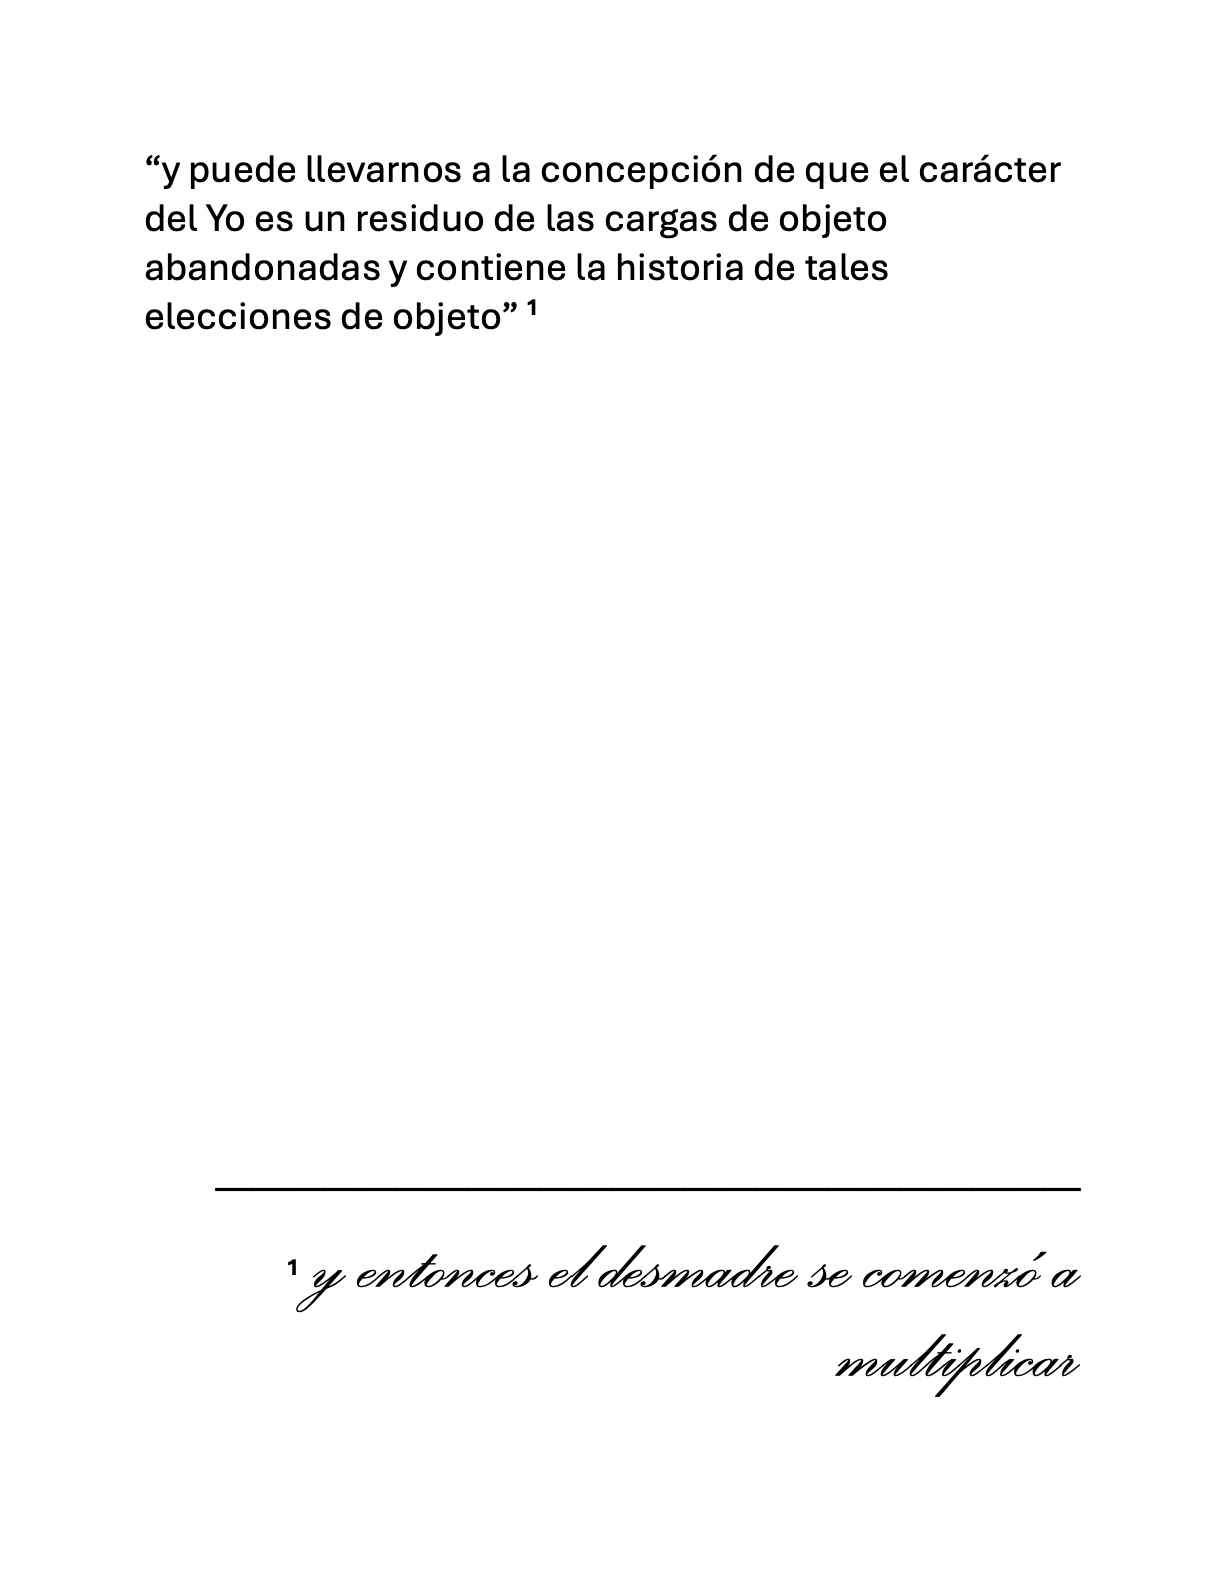 “y puede llevarnos a la concepción de que el carácter
del Yo es un residuo de las cargas de objeto
abandonadas y contiene la historia de tales
elecciones de objeto” ¹
¹ y entonces el desmadre se comenzó a
multiplicar